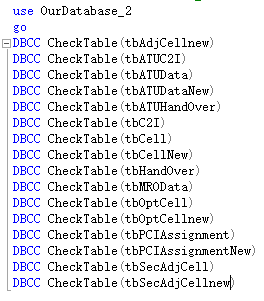 use OurDatabase_2
go
DBCC CheckTable(tbAdjCellnew)
DBCC CheckTable(tbATUC2I)
DBCC CheckTable(tbATUData)
DBCC CheckTable(tbATUDataNew)
DBCC CheckTable(tbATUHandOver)
DBCC CheckTable(tbC2I)
DBCC CheckTable(tbCell)
DBCC CheckTable(tbCellNew)
DBCC CheckTable(tbHandOver)
DBCC CheckTable(tbMROData)
DBCC CheckTable(tbOptCell)
DBCC CheckTable(tbOptCellnew)
DBCC CheckTable(tbPCIAssignment)
DBCC CheckTable(tbPCIAssignmentNew)
DBCC CheckTable(tbSecAdjCell)
DBCC CheckTable(tbSecAdjCellnew)